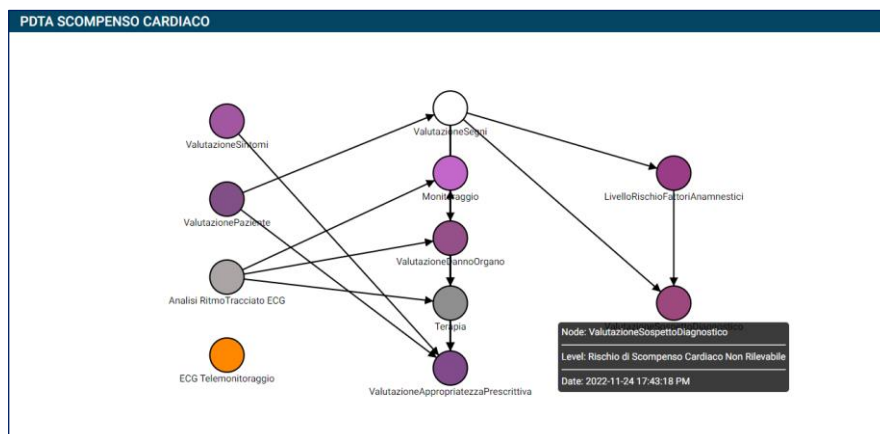 PDTA SCOMPENSO CARDIACO
ValutazioneSintomi
ValutazioneSegni
Monitoraggio
LivelloRischioFattoriAnamnestici
ValutazionePaziente
ValutazioneDannoOrgano
Analisi RitmoTracciato ECG
Terapia
ValutazioneSospettoDiagnostico
Node: ValutazioneSospettoDiagnostico
Level: Rischio di Scompenso Cardiaco Non Rilevabile
Date: 2022-11-24 17:43:18 PM
ECG Telemonitoraggio
ValutazioneAppropriatezzaPrescrittiva